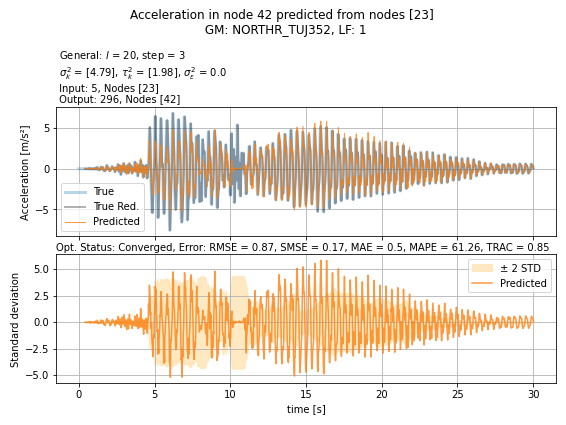 Acceleration in node 42 predicted from nodes [23]
GM: NORTHR_TUJ352, LF: 1
General: l = 20, step = 3
σ²ₖ = [4.79], τ²ₖ = [1.98], σ²ε = 0.0
Input: 5, Nodes [23]
Output: 296, Nodes [42]
Acceleration [m/s²]
5
0
−5
True
True Red.
Predicted
Opt. Status: Converged, Error: RMSE = 0.87, SMSE = 0.17, MAE = 0.5, MAPE = 61.26, TRAC = 0.85
Standard deviation
5.0
2.5
0.0
−2.5
−5.0
± 2 STD
Predicted
0 5 10 15 20 25 30
time [s]